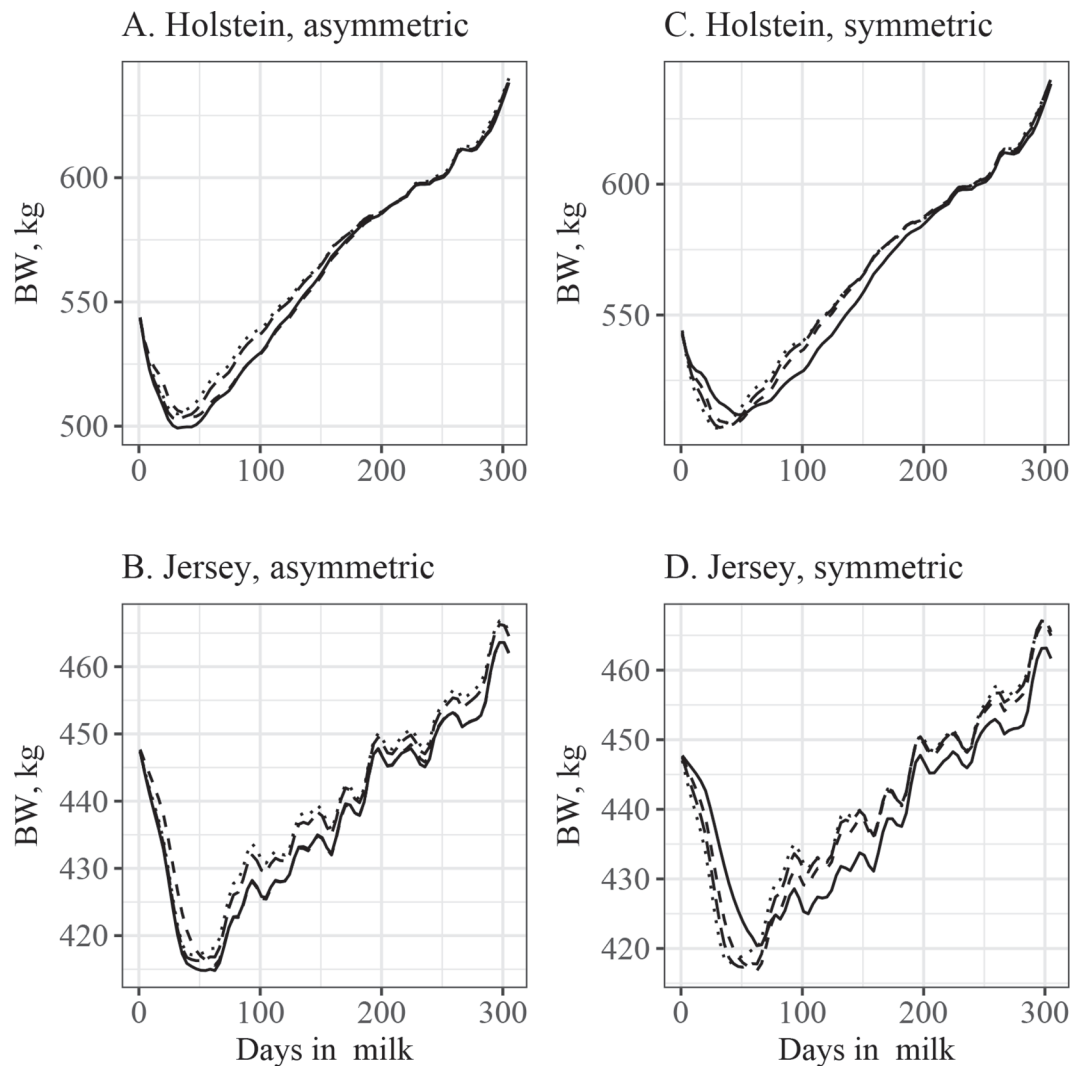 A. Holstein, asymmetric
BW, kg
600
550
500
0 100 200 300
C. Holstein, symmetric
BW, kg
600
550
0 100 200 300
B. Jersey, asymmetric
BW, kg
460
450
440
430
420
0 100 200 300
Days in milk
D. Jersey, symmetric
BW, kg
460
450
440
430
420
0 100 200 300
Days in milk